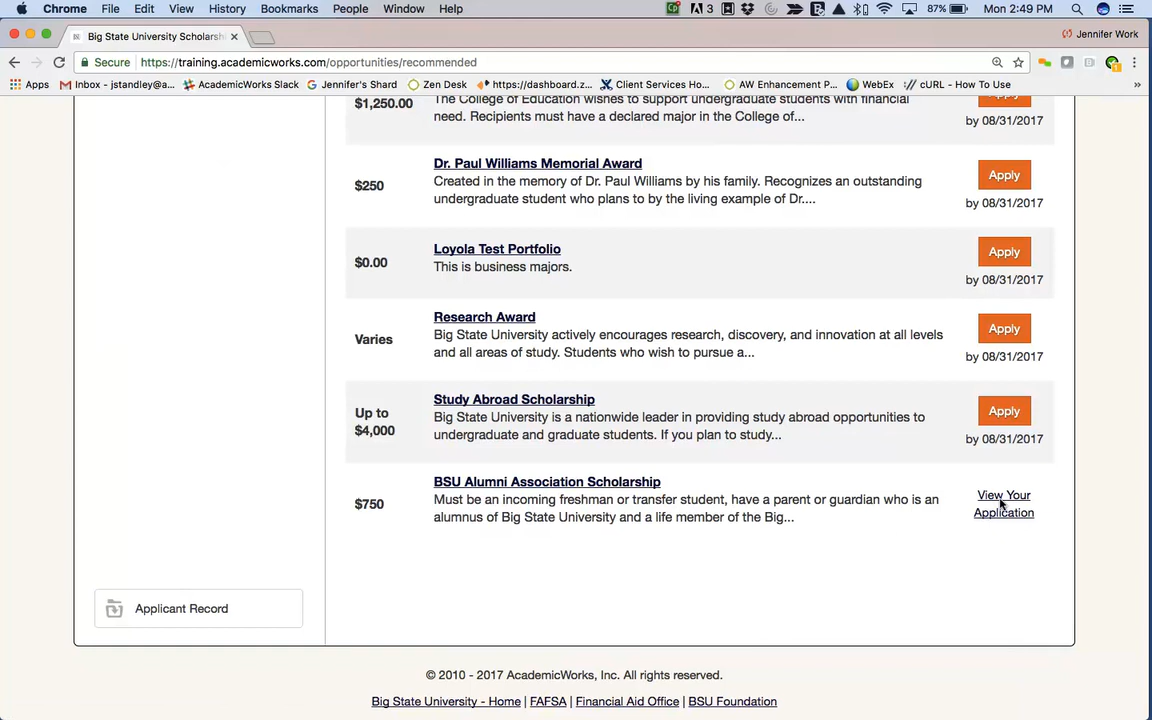 Chrome File Edit View History Bookmarks People Window Help 3 87% Mon 2:49 PM
Big State University Scholarsh Jennifer Work
Secure https://training.academicworks.com/opportunities/recommended
Apps Inbox - jstandley@a... AcademicWorks Slack Jennifer's Shard Zen Desk https://dashboard.z... Client Services Ho... AW Enhancement P... WebEx cURL - How To Use »
$1,250.00 The College of Education wishes to support undergraduate students with financial Apply
need. Recipients must have a declared major in the College of... by 08/31/2017
Dr. Paul Williams Memorial Award
$250 Created in the memory of Dr. Paul Williams by his family. Recognizes an outstanding Apply
undergraduate student who plans to by the living example of Dr.... by 08/31/2017
Loyola Test Portfolio Apply
$0.00 This is business majors.
by 08/31/2017
Research Award
Varies Big State University actively encourages research, discovery, and innovation at all levels Apply
and all areas of study. Students who wish to pursue a... by 08/31/2017
Study Abroad Scholarship
Up to Big State University is a nationwide leader in providing study abroad opportunities to Apply
$4,000 undergraduate and graduate students. If you plan to study... by 08/31/2017
BSU Alumni Association Scholarship
$750 Must be an incoming freshman or transfer student, have a parent or guardian who is an View Your
alumnus of Big State University and a life member of the Big... Application
Applicant Record
© 2010 - 2017 AcademicWorks, Inc. All rights reserved.
Big State University - Home | FAFSA | Financial Aid Office | BSU Foundation